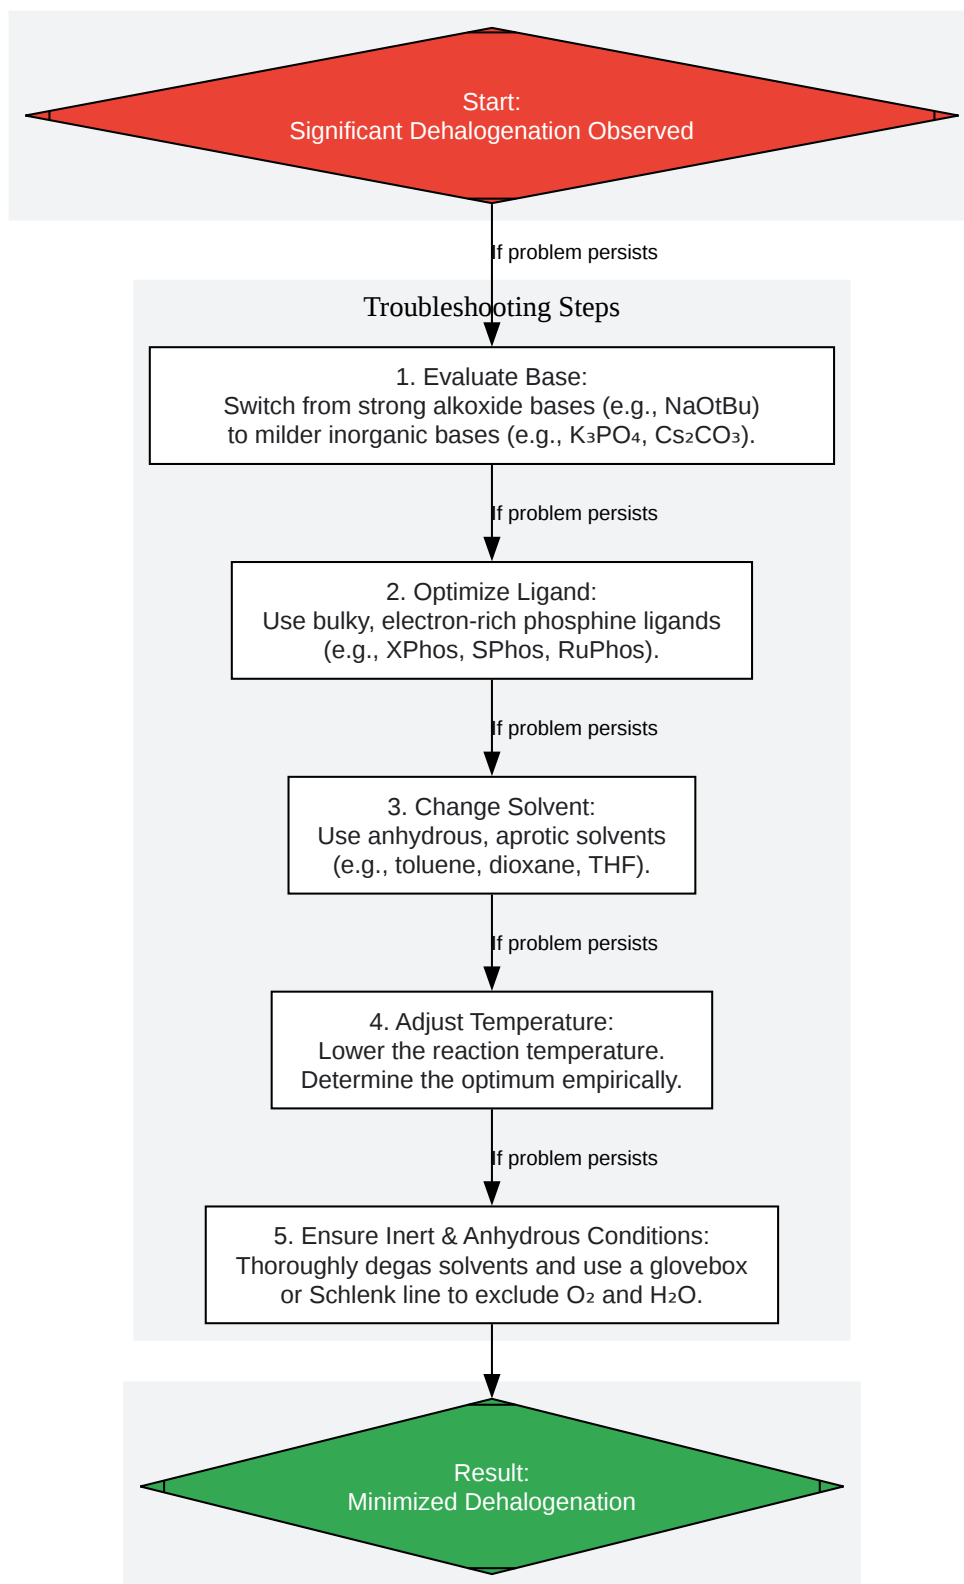 Start:
Significant Dehalogenation Observed
If problem persists
Troubleshooting Steps
1. Evaluate Base:
Switch from strong alkoxide bases (e.g., NaOtBu)
to milder inorganic bases (e.g., K₃PO₄, Cs₂CO₃).
If problem persists
2. Optimize Ligand:
Use bulky, electron-rich phosphine ligands
(e.g., XPhos, SPhos, RuPhos).
If problem persists
3. Change Solvent:
Use anhydrous, aprotic solvents
(e.g., toluene, dioxane, THF).
If problem persists
4. Adjust Temperature:
Lower the reaction temperature.
Determine the optimum empirically.
If problem persists
5. Ensure Inert & Anhydrous Conditions:
Thoroughly degas solvents and use a glovebox
or Schlenk line to exclude O₂ and H₂O.
Result:
Minimized Dehalogenation